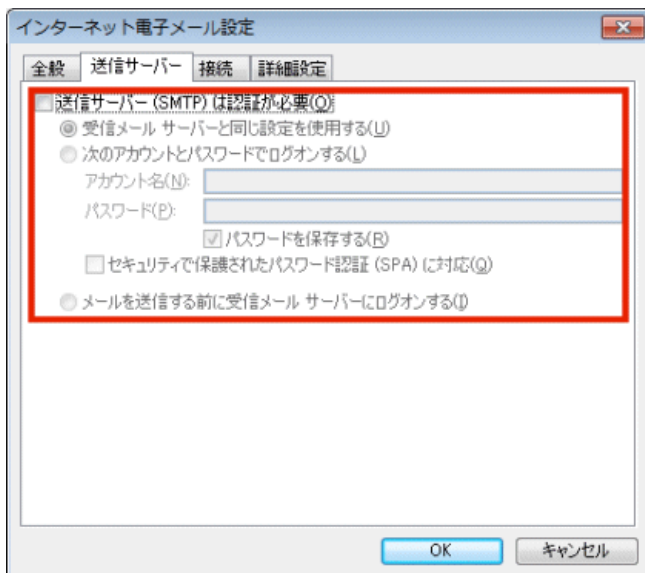 インターネット電子メール設定
全般 送信サーバー 接続 詳細設定
送信サーバー (SMTP) は認証が必要(O)
受信メール サーバーと同じ設定を使用する(U)
次のアカウントとパスワードでログオンする(L)
アカウント名(N):
パスワード(P):
パスワードを保存する(R)
セキュリティで保護されたパスワード認証 (SPA) に対応(Q)
メールを送信する前に受信メール サーバーにログオンする(I)
OK キャンセル